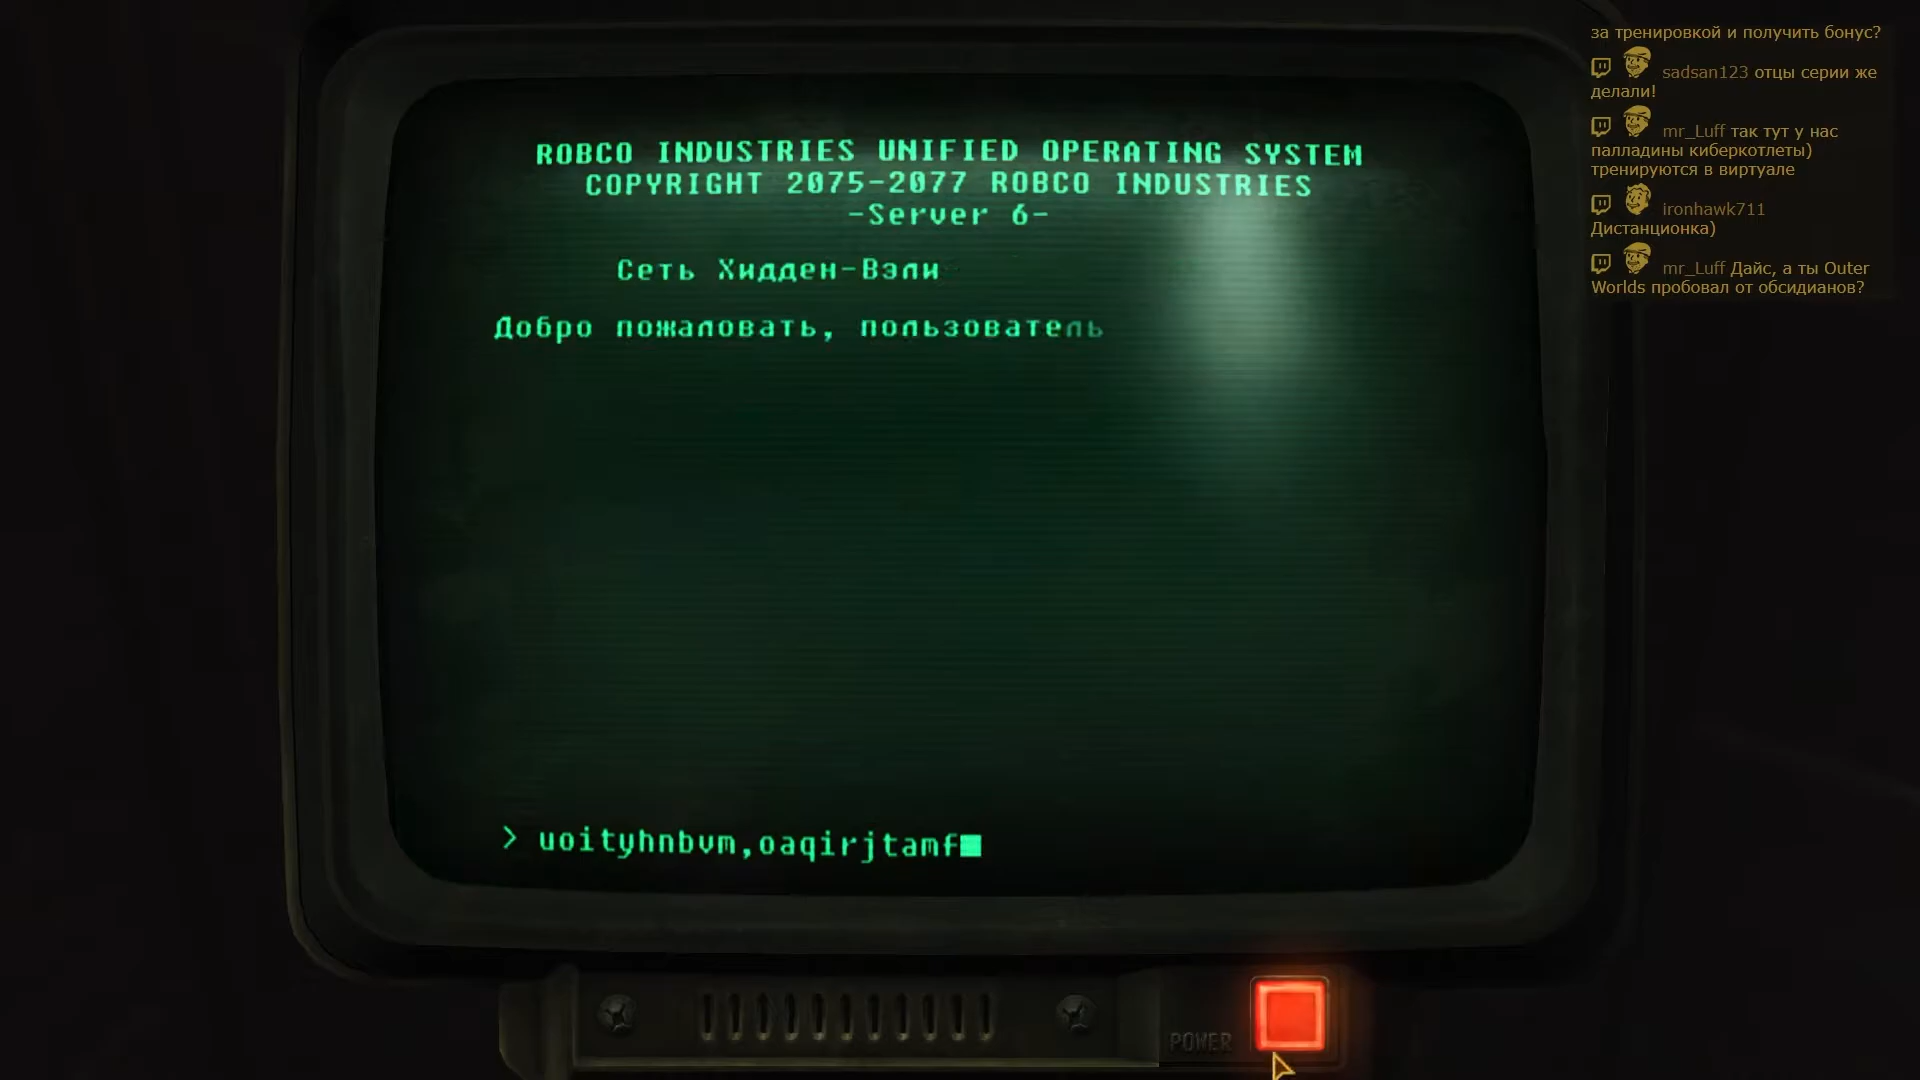 ROBCO INDUSTRIES UNIFIED OPERATING SYSTEM
COPYRIGHT 2075-2077 ROBCO INDUSTRIES
-Server 6-
Сеть Хидден-Вэли
Добро пожаловать, пользователь
> uoityhnbvm,oaqirjtamf
POWER
за тренировкой и получить бонус?
sadsan123 отцы серии же
делали!
mr_Luff так тут у нас
палладины киберкотлеты)
тренируются в виртуале
ironhawk711
Дистанционка)
mr_Luff Дайс, а ты Outer
Worlds пробовал от обсидианов?